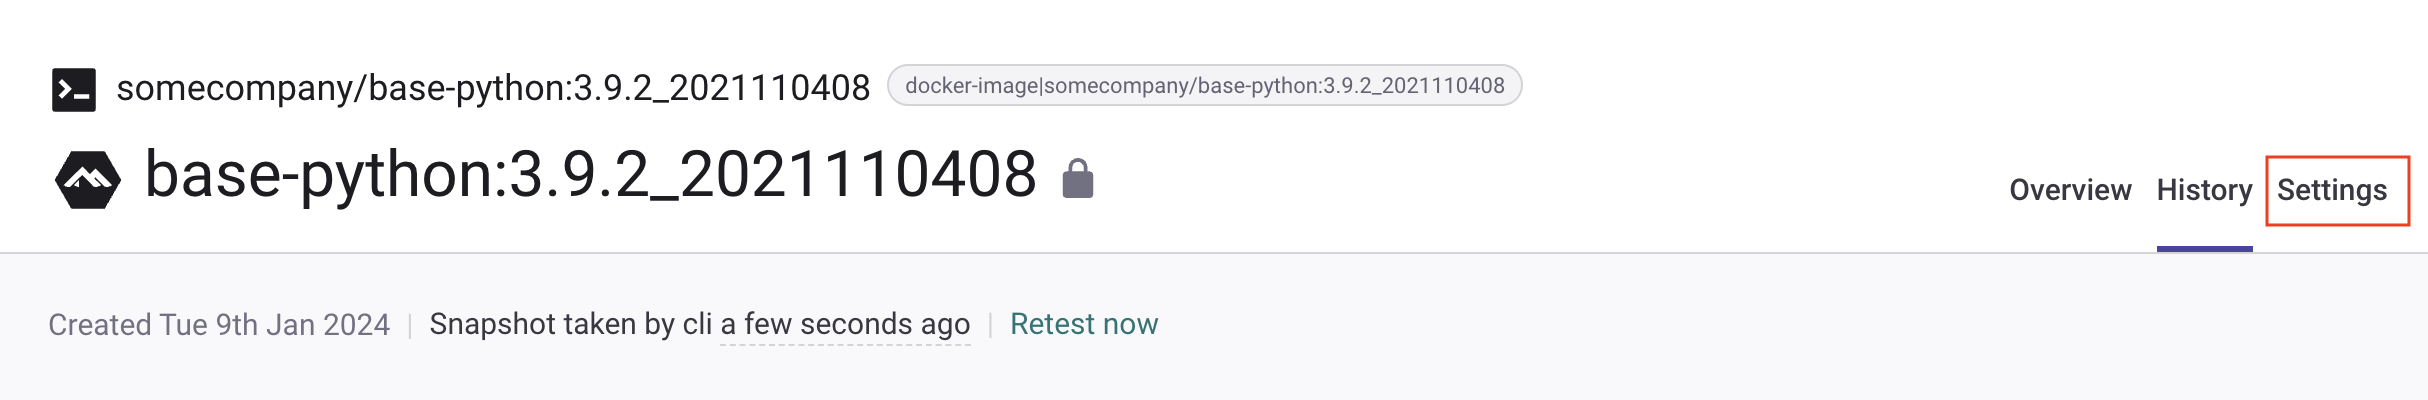 somecompany/base-python:3.9.2_2021110408 docker-image|somecompany/base-python:3.9.2_2021110408
base-python:3.9.2_2021110408
Overview History Settings
Created Tue 9th Jan 2024 | Snapshot taken by cli a few seconds ago | Retest now